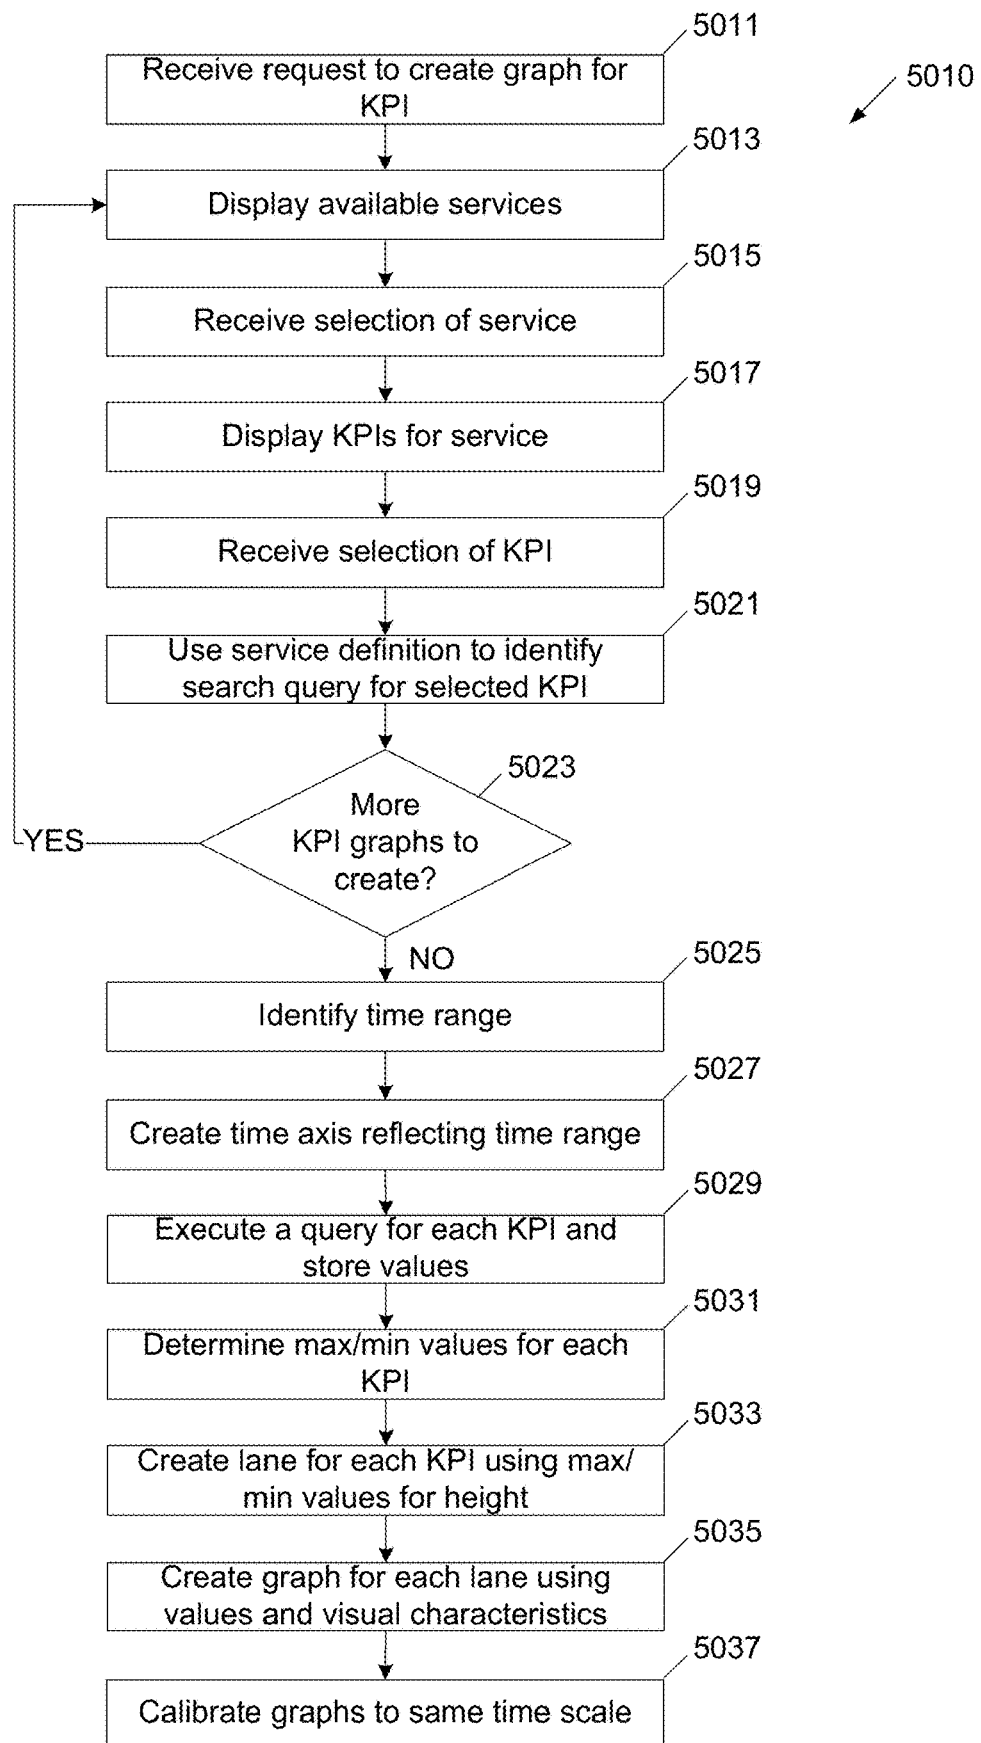 5011
Receive request to create graph for
KPI
5010
5013
Display available services
5015
Receive selection of service
5017
Display KPIs for service
5019
Receive selection of KPI
5021
Use service definition to identify
search query for selected KPI
5023
More
KPI graphs to
create?
YES
NO
5025
Identify time range
5027
Create time axis reflecting time range
5029
Execute a query for each KPI and
store values
5031
Determine max/min values for each
KPI
5033
Create lane for each KPI using max/
min values for height
5035
Create graph for each lane using
values and visual characteristics
5037
Calibrate graphs to same time scale